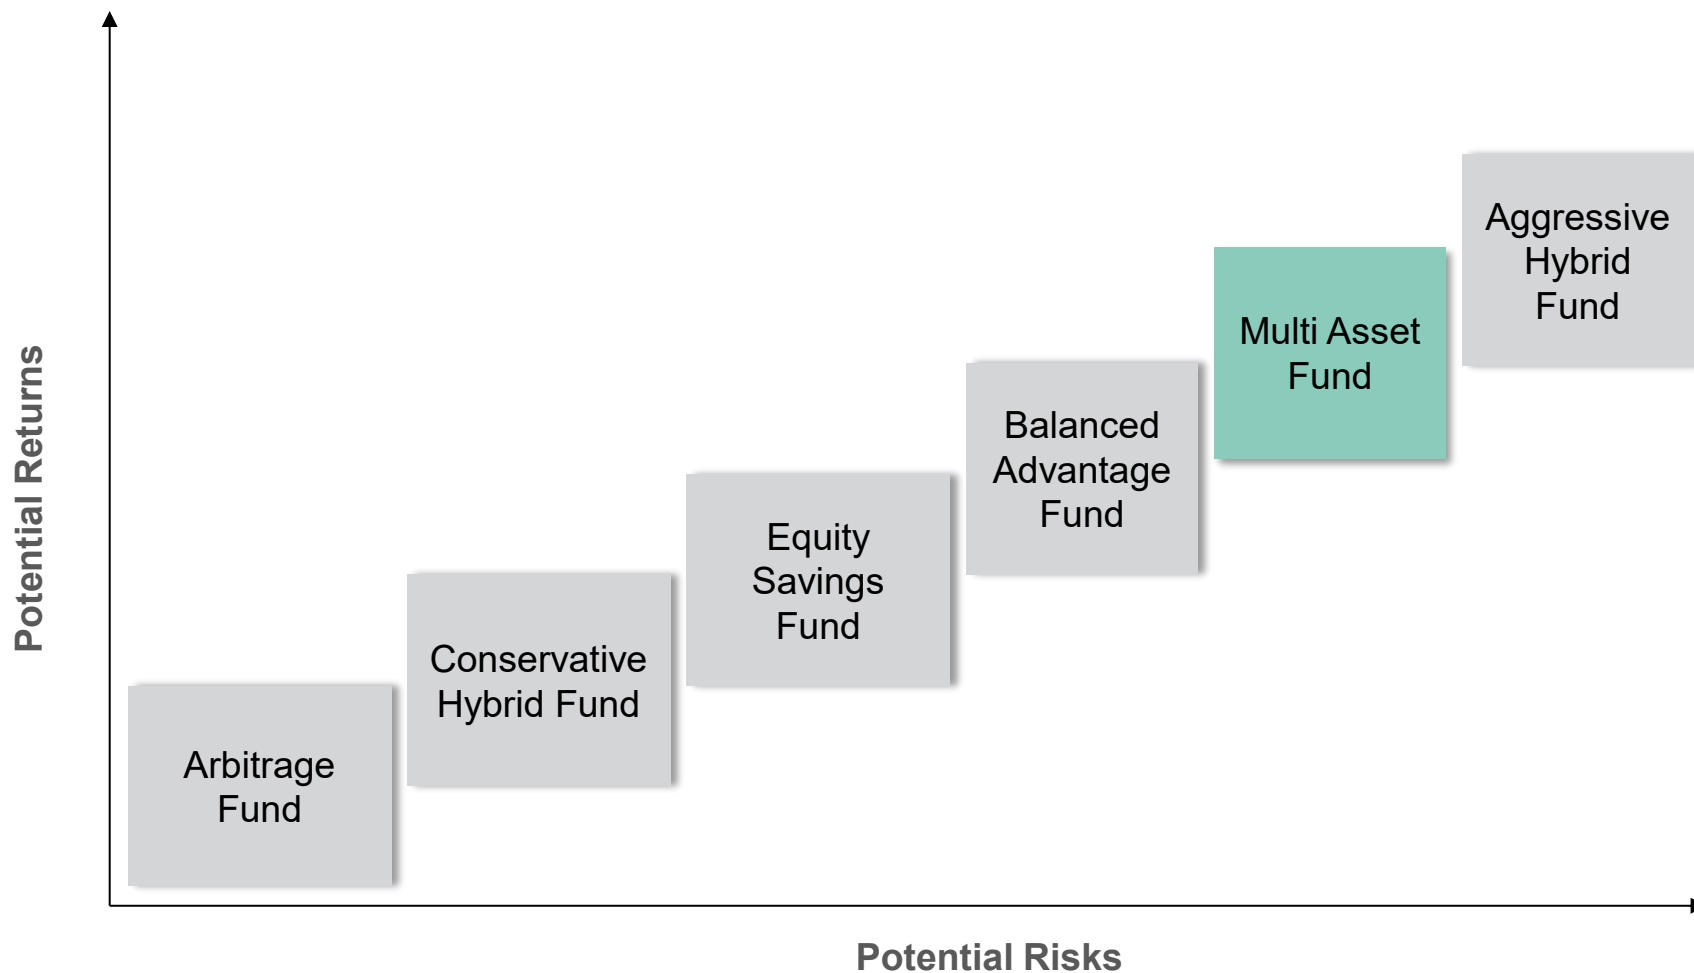 Potential Returns
Aggressive
Hybrid
Fund
Multi Asset
Fund
Balanced
Advantage
Fund
Equity
Savings
Fund
Conservative
Hybrid Fund
Arbitrage
Fund
Potential Risks